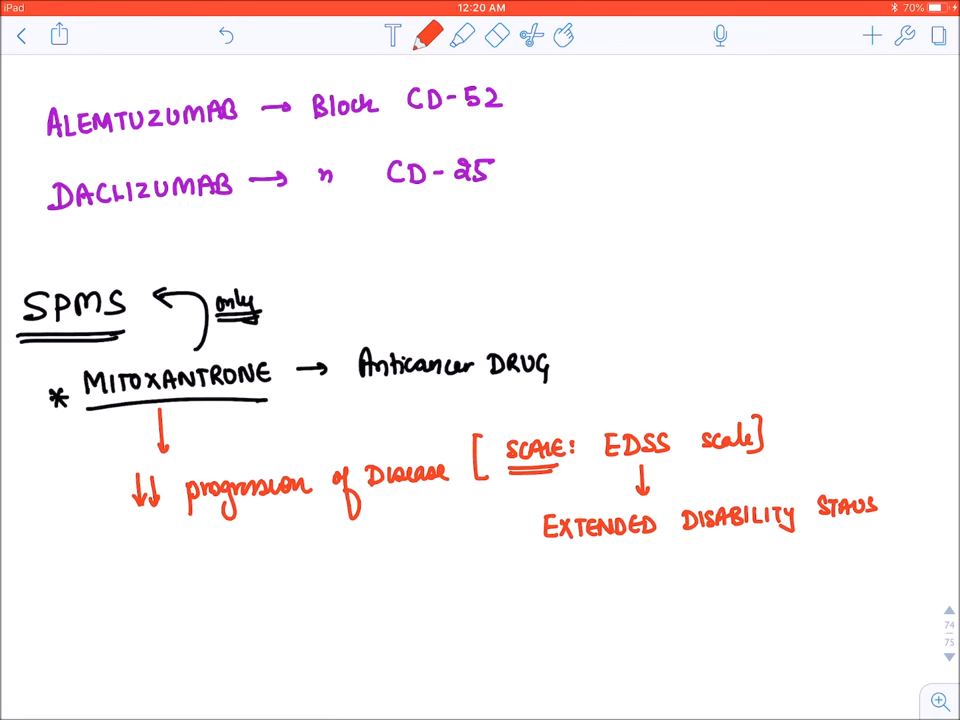 iPad 12:20 AM 70%
T
ALEMTUZUMAB → Block CD-52
DACLIZUMAB → " CD-25
SPMS only
* MITOXANTRONE → Anticancer DRUG
↓↓ progression of Disease [SCALE: EDSS scale]
EXTENDED DISABILITY STAUS
74
75